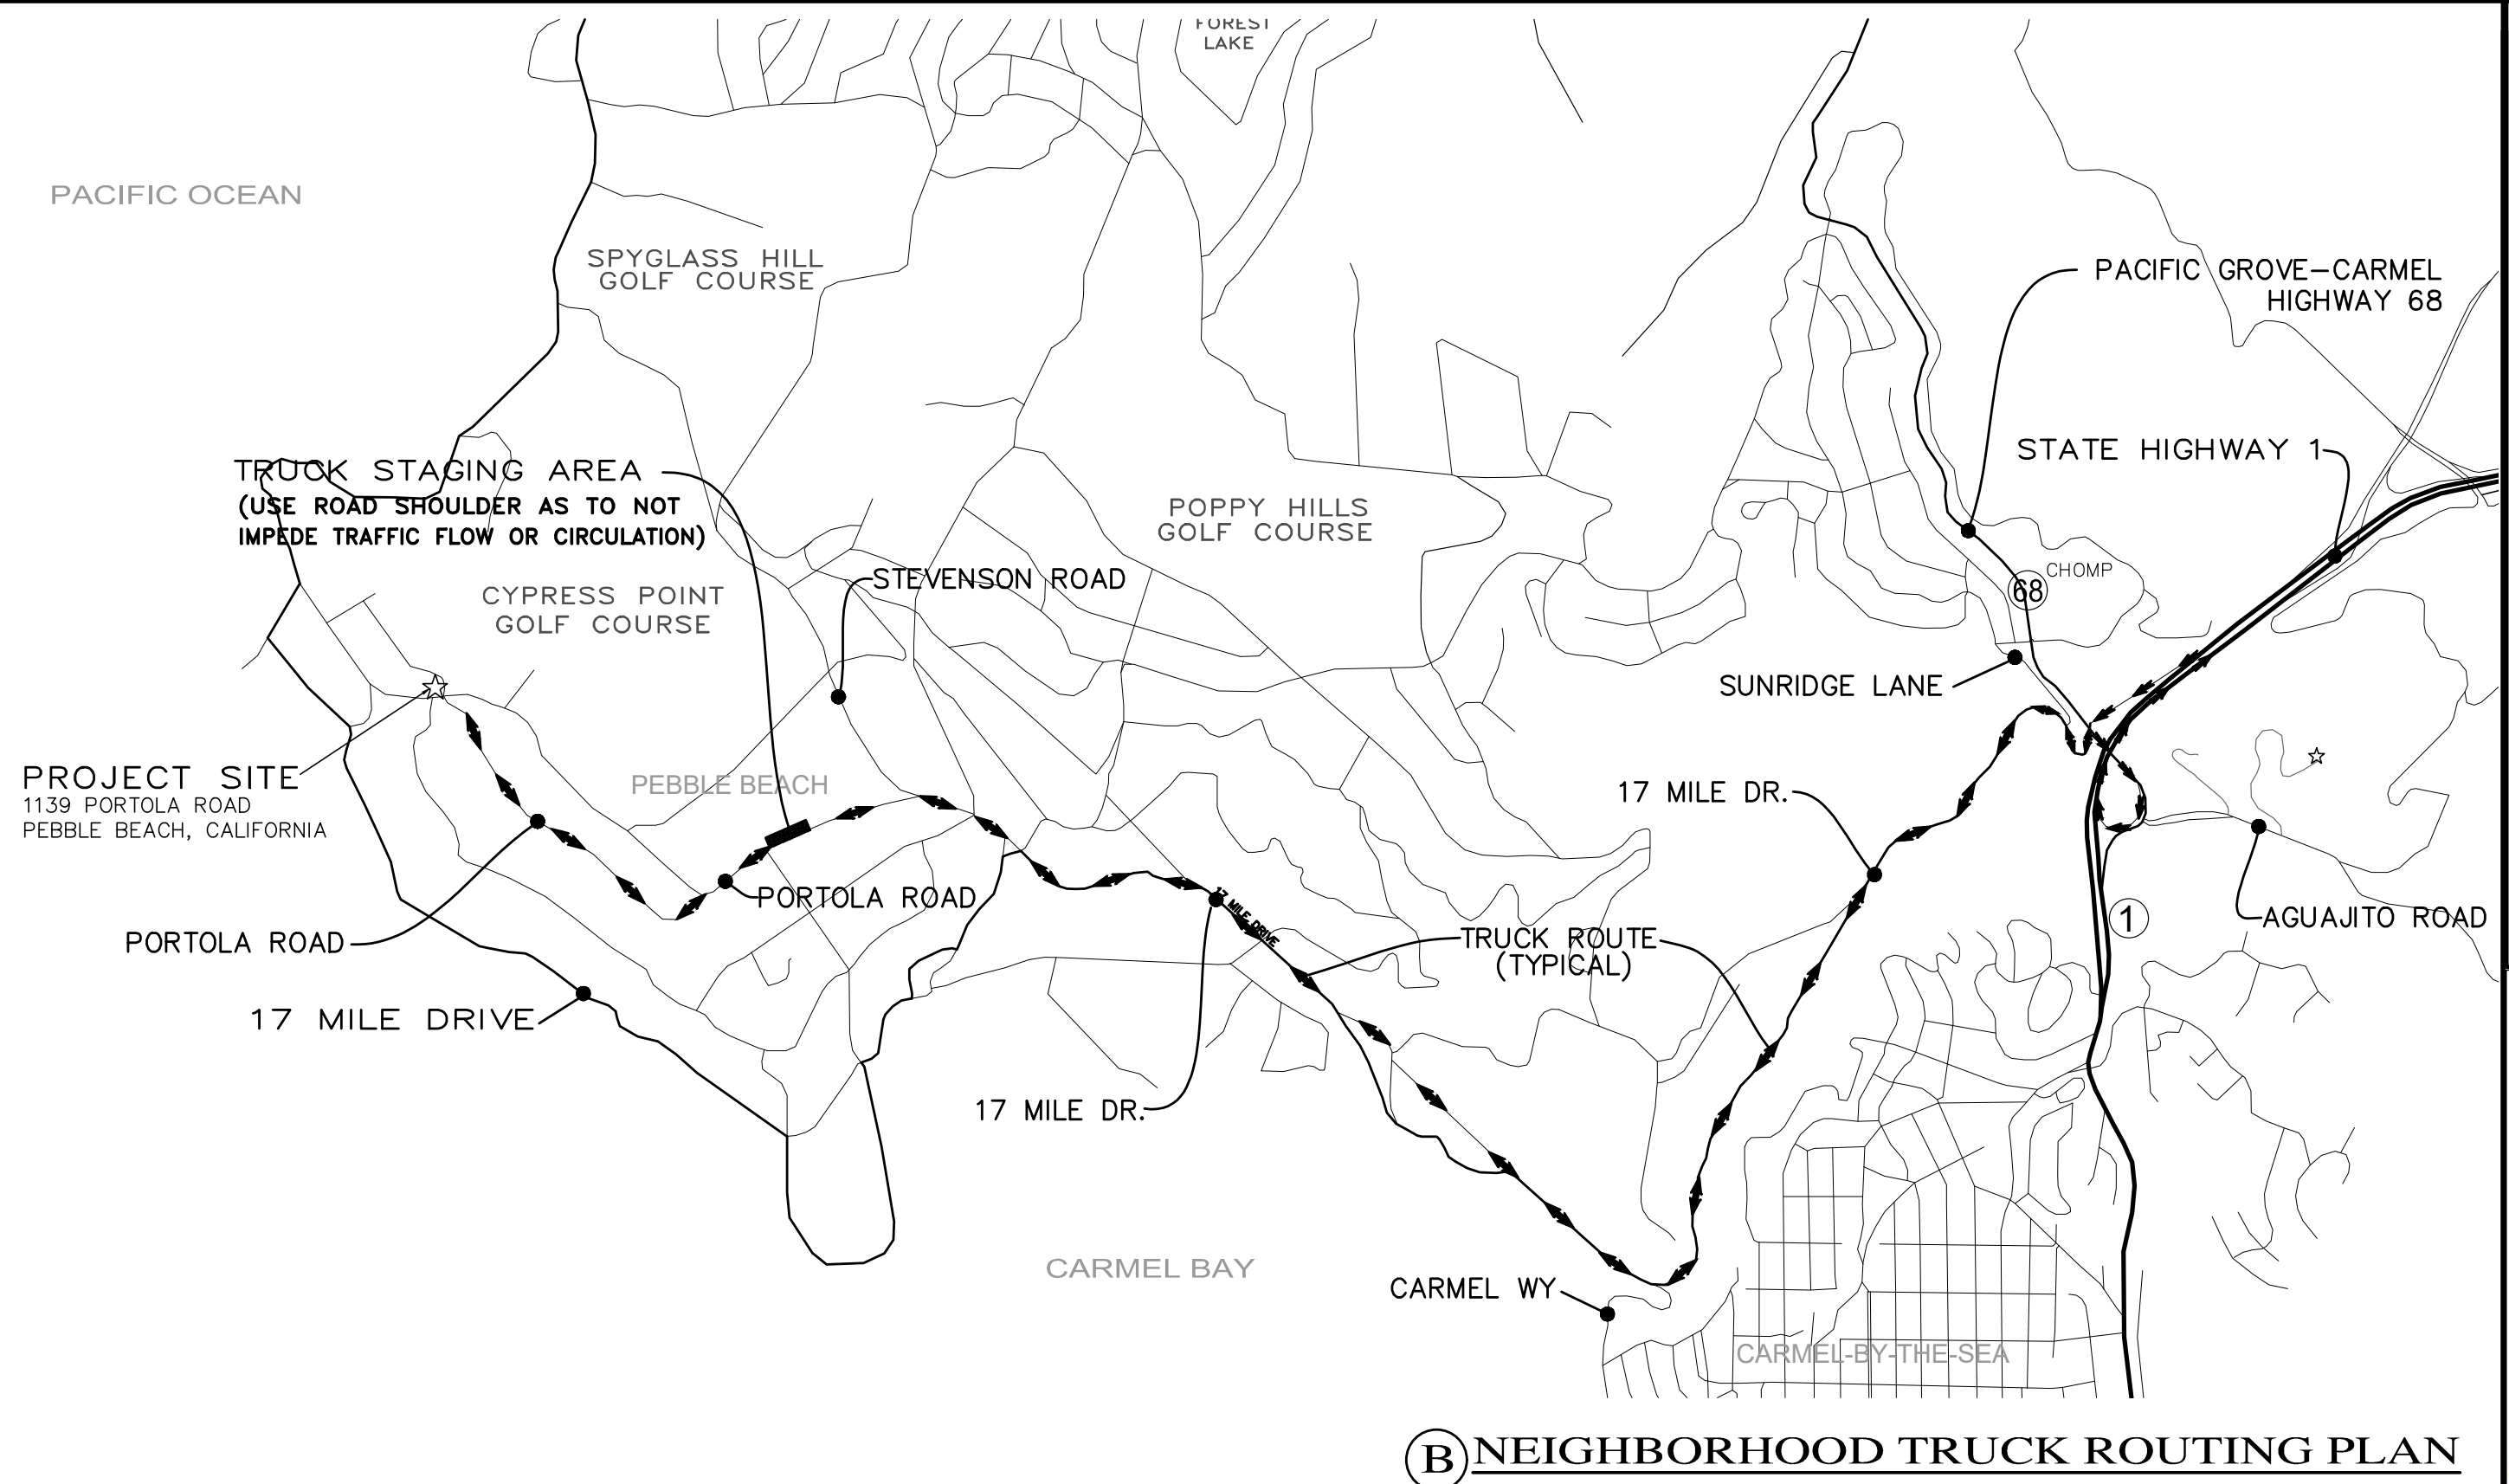 FOREST
LAKE
PACIFIC OCEAN
SPYGLASS HILL
GOLF COURSE
PACIFIC GROVE-CARMEL
HIGHWAY 68
STATE HIGHWAY 1
TRUCK STAGING AREA
(USE ROAD SHOULDER AS TO NOT
IMPEDE TRAFFIC FLOW OR CIRCULATION)
POPPY HILLS
GOLF COURSE
CYPRESS POINT
GOLF COURSE
STEVENSON ROAD
CHOMP
68
SUNRIDGE LANE
PROJECT SITE
1139 PORTOLA ROAD
PEBBLE BEACH, CALIFORNIA
PEBBLE BEACH
17 MILE DR.
PORTOLA ROAD
17 MILE DRIVE
PORTOLA ROAD
TRUCK ROUTE
(TYPICAL)
1
AGUAJITO ROAD
17 MILE DRIVE
17 MILE DR.
CARMEL BAY
CARMEL WY
CARMEL-BY-THE-SEA
B NEIGHBORHOOD TRUCK ROUTING PLAN